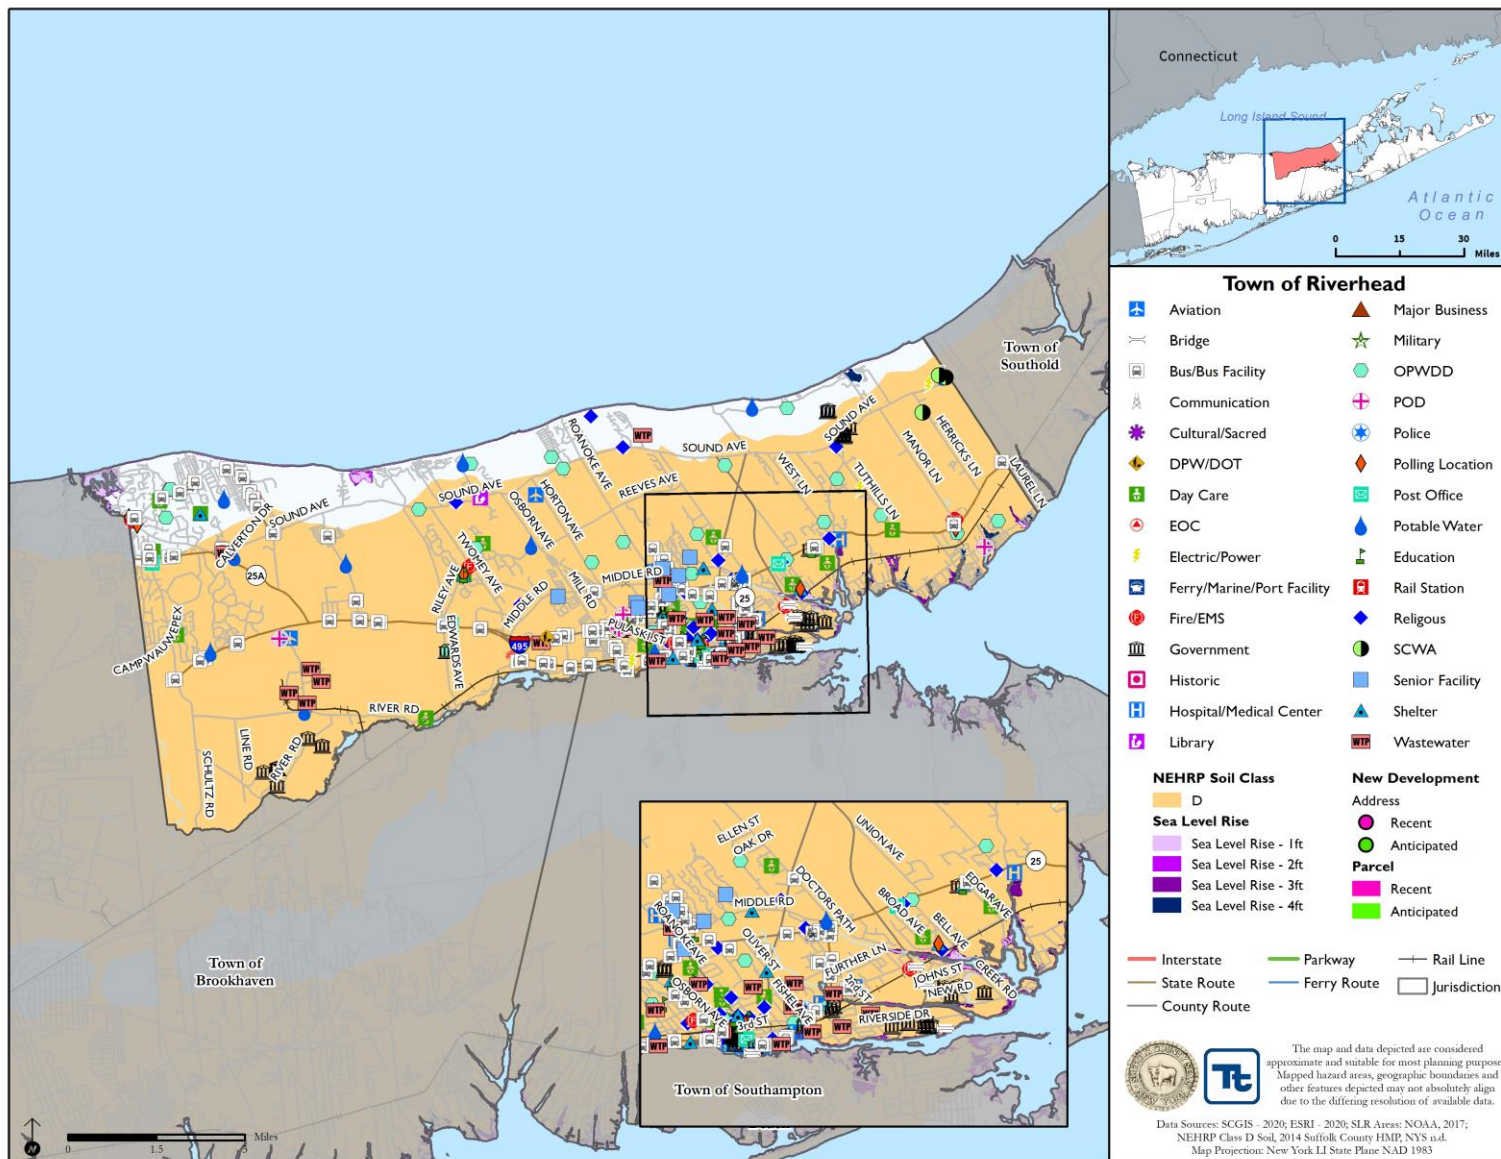 Connecticut
Long Island Sound
Atlantic
Ocean
0 15 30
Miles
Town of Riverhead
Aviation
Bridge
Bus/Bus Facility
Communication
Cultural/Sacred
DPW/DOT
Day Care
EOC
Electric/Power
Ferry/Marine/Port Facility
Fire/EMS
Government
Historic
Hospital/Medical Center
Library
Major Business
Military
OPWDD
POD
Police
Polling Location
Post Office
Potable Water
Education
Rail Station
Religous
SCWA
Senior Facility
Shelter
WTP Wastewater
NEHRP Soil Class
D
Sea Level Rise
Sea Level Rise - 1ft
Sea Level Rise - 2ft
Sea Level Rise - 3ft
Sea Level Rise - 4ft
New Development
Address
Recent
Anticipated
Parcel
Recent
Anticipated
Interstate
State Route
County Route
Parkway
Ferry Route
Rail Line
Jurisdiction
Tt
The map and data depicted are considered
approximate and suitable for most planning purpose
Mapped hazard areas, geographic boundaries and
other features depicted may not absolutely align
due to the differing resolution of available data.
Data Sources: SCGIS - 2020; ESRI - 2020; SLR Areas: NOAA, 2017;
NEHRP Class D Soil, 2014 Suffolk County HMP, NYS n.d.
Map Projection: New York LI State Plane NAD 1983
Town of
Southold
SOUND AVE
HERRICKS LN
MANOR LN
LAUREL LN
TUTHILLS LN
WEST LN
SOUND AVE
ROANOKE AVE
REEVES AVE
HORTON AVE
OSBORN AVE
SOUND AVE
SOUND AVE
CALVERTON DR
TWOMEY AVE
RILEY AVE
MIDDLE RD
MILL RD
MIDDLE RD
PULASKI ST
EDWARDS AVE
CAMP WAUWEPEX
RIVER RD
RIVER RD
LINE RD
SCHULTZ RD
25A
495
25
WTP
WTP
WTP
WTP
WTP
WTP
Town of
Brookhaven
ELLEN ST
OAK DR
UNION AVE
25
DOCTORS PATH
MIDDLE RD
BROAD AVE
EDGAR AVE
BELL AVE
ROANOKE AVE
OLIVER ST
FURTHER LN
CREEK RD
JOHNS ST
NEW RD
2nd ST
OSBORN AVE
FISHEL AVE
3rd ST
RIVERSIDE DR
WTP
WTP
WTP
WTP
WTP
WTP
Town of Southampton
N
0 1.5 3
Miles